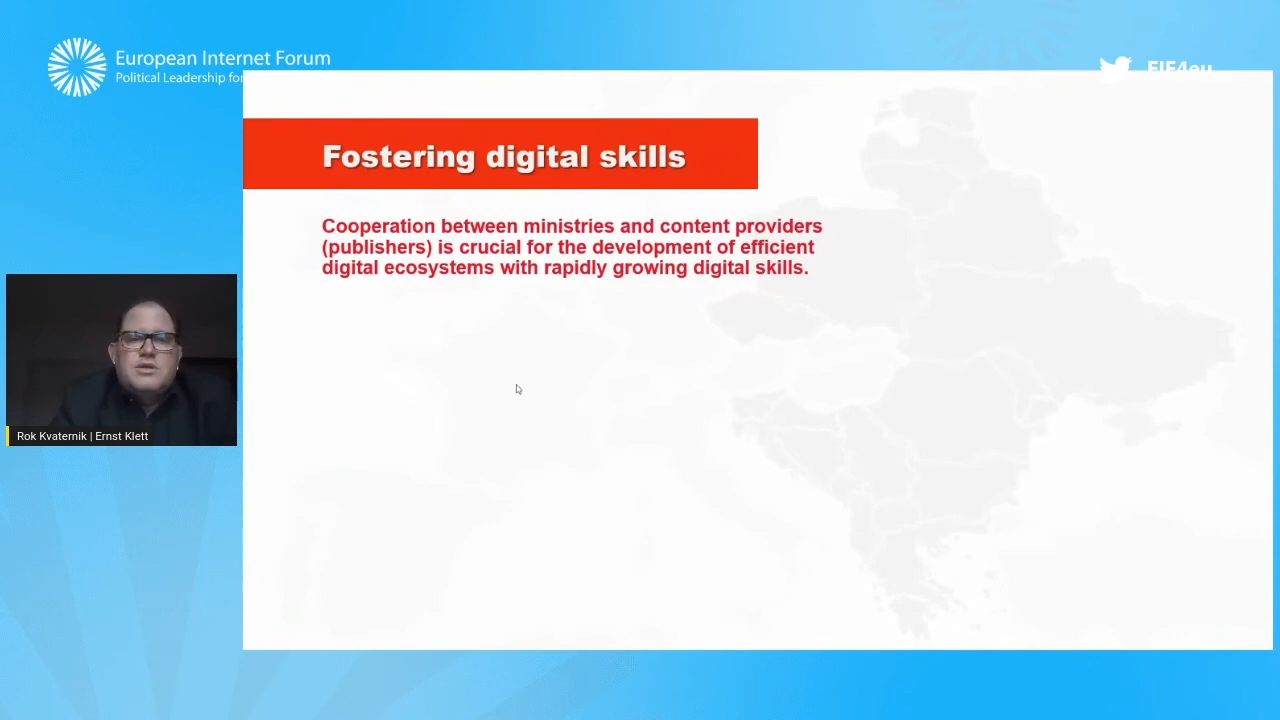 European Internet Forum
Political Leadership for
EIF4eu
Fostering digital skills
Cooperation between ministries and content providers
(publishers) is crucial for the development of efficient
digital ecosystems with rapidly growing digital skills.
Rok Kvaternik | Ernst Klett